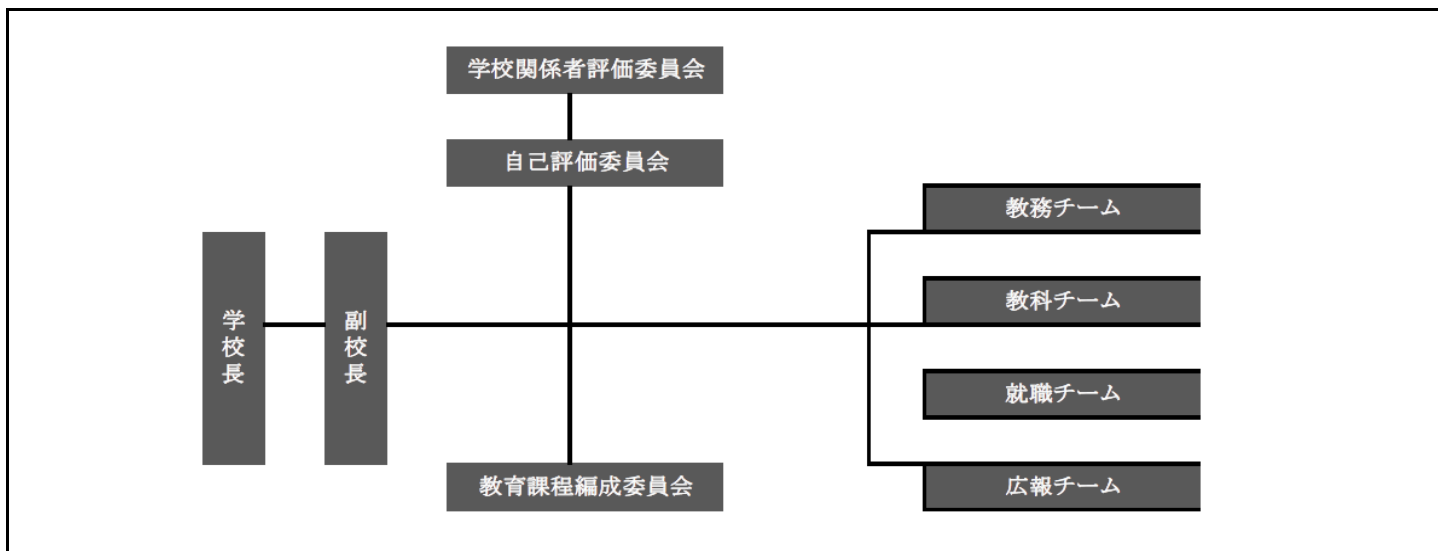 学校関係者評価委員会
自己評価委員会
教務チーム
教科チーム
学校長
副校長
就職チーム
教育課程編成委員会
広報チーム